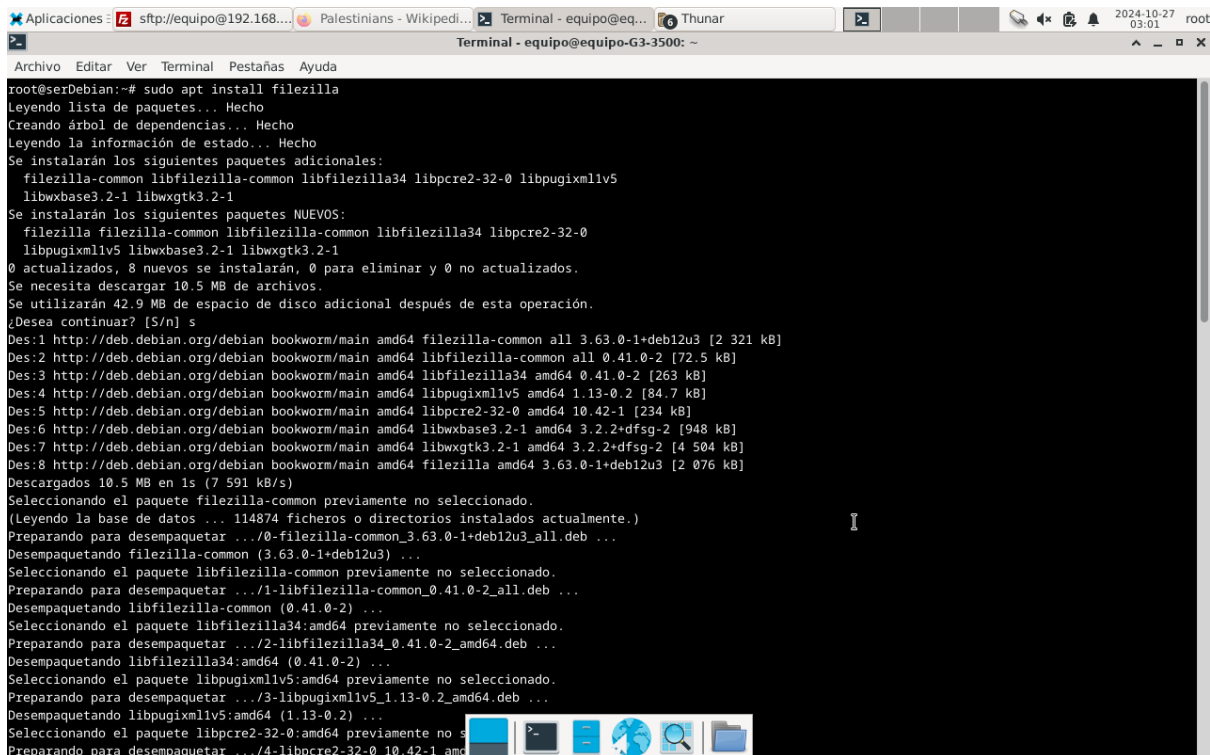 Aplicaciones
sftp://equipo@192.168....
Palestinians - Wikipedi...
Terminal - equipo@eq...
6 Thunar
2024-10-27
03:01
root
Terminal - equipo@equipo-G3-3500: ~
Archivo Editar Ver Terminal Pestañas Ayuda
root@serDebian:~# sudo apt install filezilla
Leyendo lista de paquetes... Hecho
Creando árbol de dependencias... Hecho
Leyendo la información de estado... Hecho
Se instalarán los siguientes paquetes adicionales:
filezilla-common libfilezilla-common libfilezilla34 libpcre2-32-0 libpugixml1v5
libwxbase3.2-1 libwxgtk3.2-1
Se instalarán los siguientes paquetes NUEVOS:
filezilla filezilla-common libfilezilla-common libfilezilla34 libpcre2-32-0
libpugixml1v5 libwxbase3.2-1 libwxgtk3.2-1
0 actualizados, 8 nuevos se instalarán, 0 para eliminar y 0 no actualizados.
Se necesita descargar 10.5 MB de archivos.
Se utilizarán 42.9 MB de espacio de disco adicional después de esta operación.
¿Desea continuar? [S/n] s
Des:1 http://deb.debian.org/debian bookworm/main amd64 filezilla-common all 3.63.0-1+deb12u3 [2 321 kB]
Des:2 http://deb.debian.org/debian bookworm/main amd64 libfilezilla-common all 0.41.0-2 [72.5 kB]
Des:3 http://deb.debian.org/debian bookworm/main amd64 libfilezilla34 amd64 0.41.0-2 [263 kB]
Des:4 http://deb.debian.org/debian bookworm/main amd64 libpugixml1v5 amd64 1.13-0.2 [84.7 kB]
Des:5 http://deb.debian.org/debian bookworm/main amd64 libpcre2-32-0 amd64 10.42-1 [234 kB]
Des:6 http://deb.debian.org/debian bookworm/main amd64 libwxbase3.2-1 amd64 3.2.2+dfsg-2 [948 kB]
Des:7 http://deb.debian.org/debian bookworm/main amd64 libwxgtk3.2-1 amd64 3.2.2+dfsg-2 [4 504 kB]
Des:8 http://deb.debian.org/debian bookworm/main amd64 filezilla amd64 3.63.0-1+deb12u3 [2 076 kB]
Descargados 10.5 MB en 1s (7 591 kB/s)
Seleccionando el paquete filezilla-common previamente no seleccionado.
(Leyendo la base de datos ... 114874 ficheros o directorios instalados actualmente.)
Preparando para desempaquetar .../0-filezilla-common_3.63.0-1+deb12u3_all.deb ...
Desempaquetando filezilla-common (3.63.0-1+deb12u3) ...
Seleccionando el paquete libfilezilla-common previamente no seleccionado.
Preparando para desempaquetar .../1-libfilezilla-common_0.41.0-2_all.deb ...
Desempaquetando libfilezilla-common (0.41.0-2) ...
Seleccionando el paquete libfilezilla34:amd64 previamente no seleccionado.
Preparando para desempaquetar .../2-libfilezilla34_0.41.0-2_amd64.deb ...
Desempaquetando libfilezilla34:amd64 (0.41.0-2) ...
Seleccionando el paquete libpugixml1v5:amd64 previamente no seleccionado.
Preparando para desempaquetar .../3-libpugixml1v5_1.13-0.2_amd64.deb ...
Desempaquetando libpugixml1v5:amd64 (1.13-0.2) ...
Seleccionando el paquete libpcre2-32-0:amd64 previamente no s
Preparando para desempaquetar .../4-libpcre2-32-0_10.42-1_amd